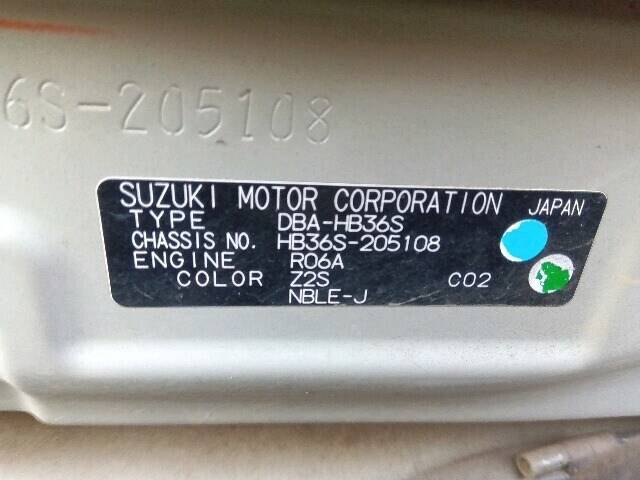 6S-205108
SUZUKI MOTOR CORPORATION JAPAN
TYPE DBA-HB36S
CHASSIS NO. HB36S-205108
ENGINE R06A
COLOR Z2S C02
NBLE-J